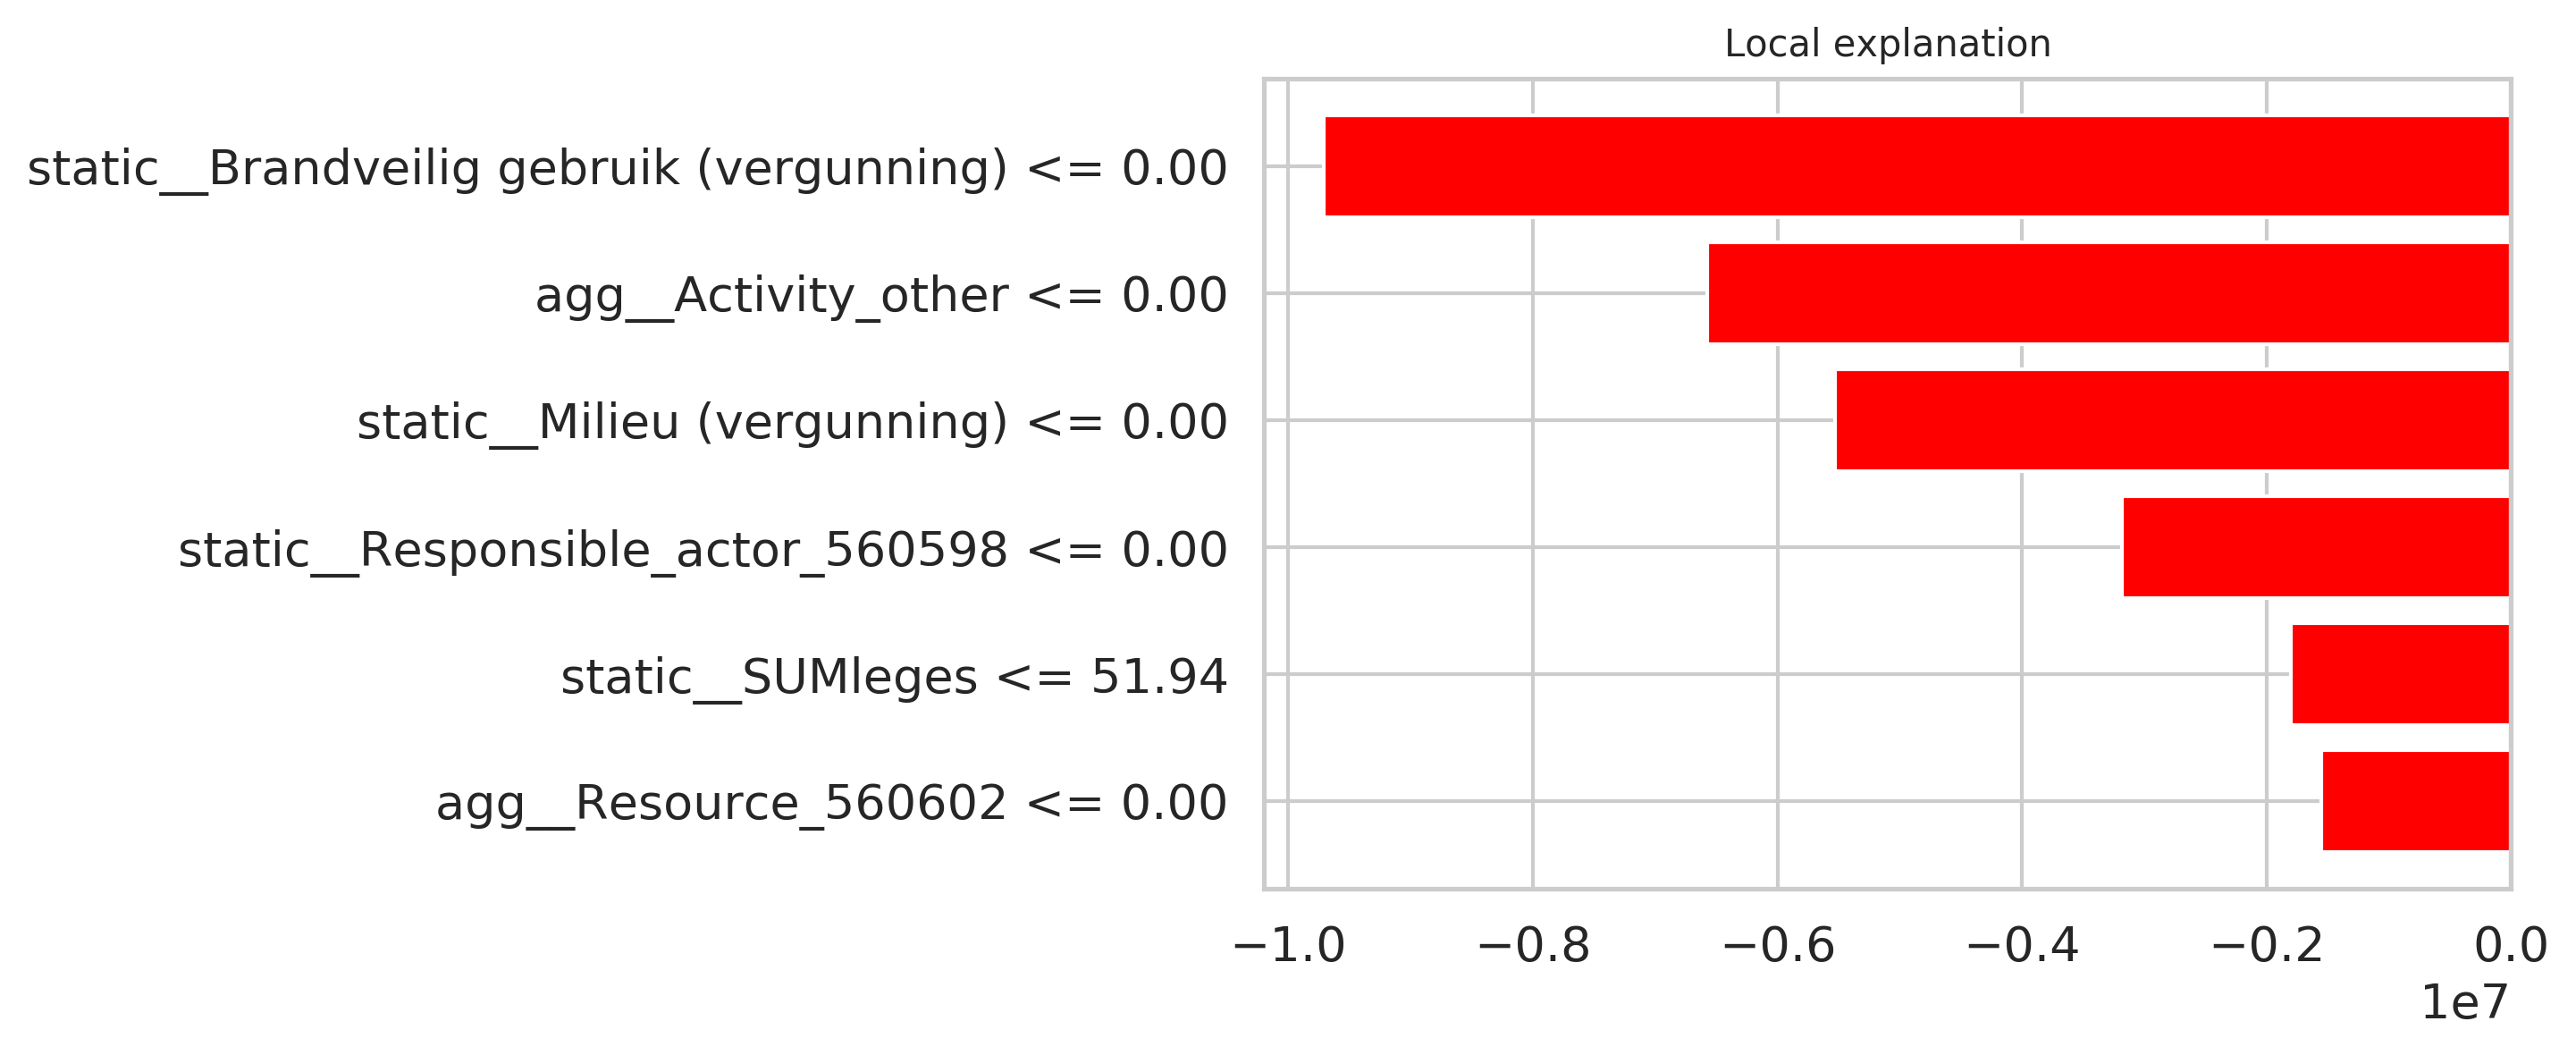 Local explanation
static__Brandveilig gebruik (vergunning) <= 0.00
agg__Activity_other <= 0.00
static__Milieu (vergunning) <= 0.00
static__Responsible_actor_560598 <= 0.00
static__SUMleges <= 51.94
agg__Resource_560602 <= 0.00
−1.0 −0.8 −0.6 −0.4 −0.2 0.0
1e7